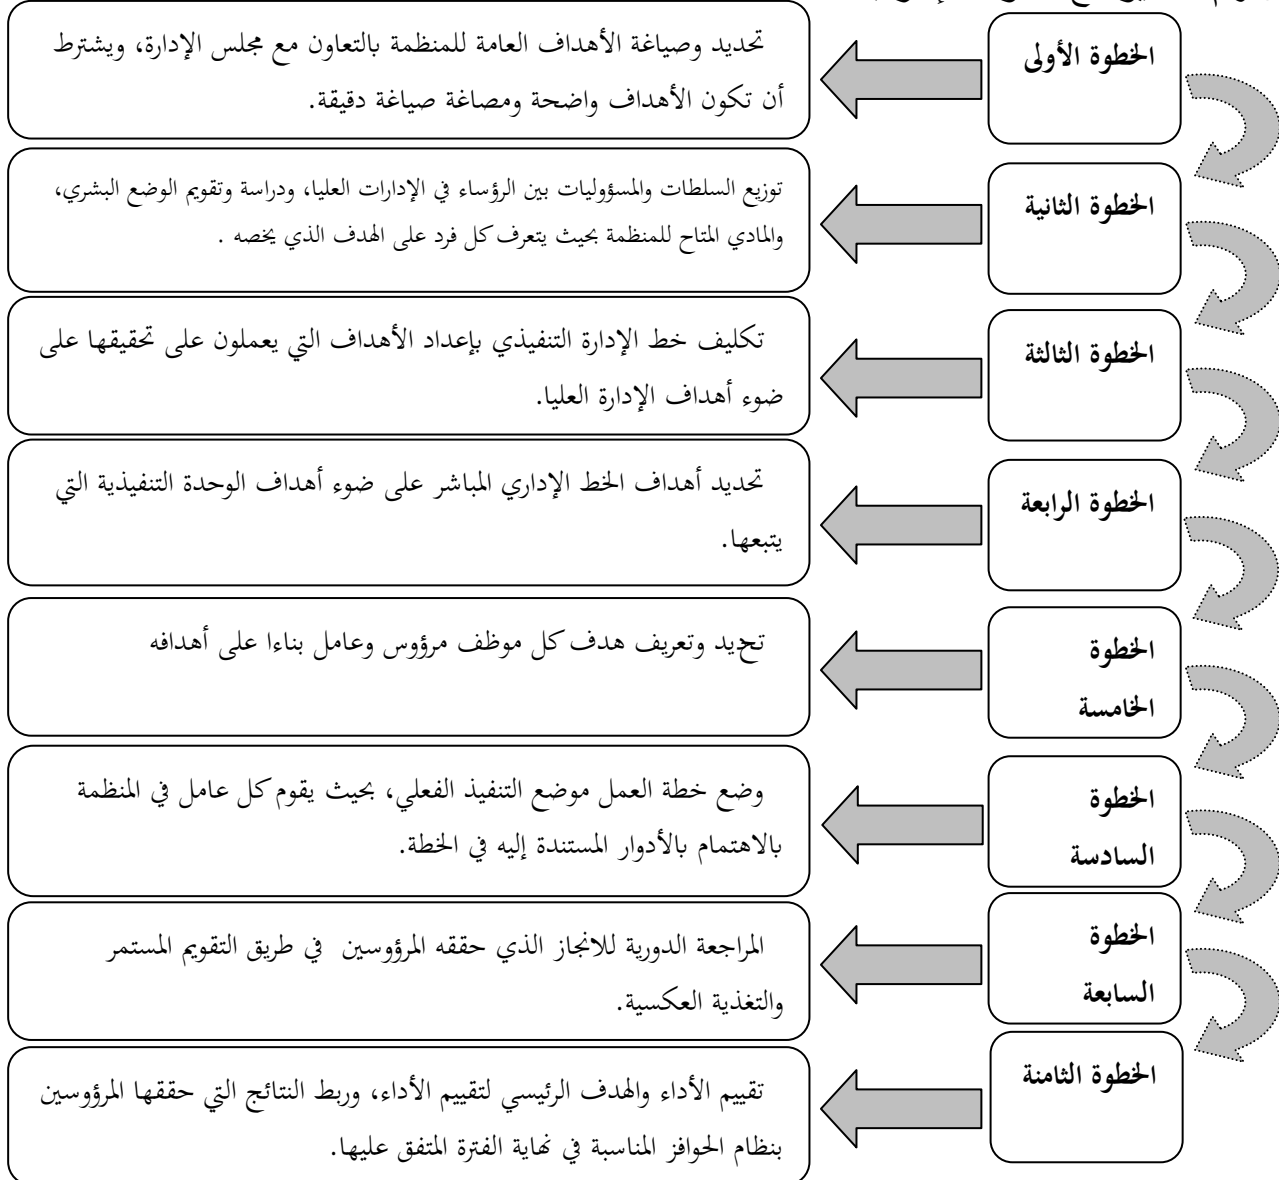 الخطوة الأولى
تحديد وصياغة الأهداف العامة للمنظمة بالتعاون مع مجلس الإدارة، ويشترط
أن تكون الأهداف واضحة ومصاغة صياغة دقيقة.
الخطوة الثانية
توزيع السلطات والمسؤوليات بين الرؤساء في الإدارات العليا، ودراسة وتقويم الوضع البشري،
والمادي المتاح للمنظمة بحيث يتعرف كل فرد على الهدف الذي يخصه .
الخطوة الثالثة
تكليف خط الإدارة التنفيذي بإعداد الأهداف التي يعملون على تحقيقها على
ضوء أهداف الإدارة العليا.
الخطوة الرابعة
تحديد أهداف الخط الإداري المباشر على ضوء أهداف الوحدة التنفيذية التي
يتبعها.
الخطوة
الخامسة
تحيد وتعريف هدف كل موظف مرؤوس وعامل بناءا على أهدافه
الخطوة
السادسة
وضع خطة العمل موضع التنفيذ الفعلي، بحيث يقوم كل عامل في المنظمة
بالاهتمام بالأدوار المستندة إليه في الخطة.
الخطوة
السابعة
المراجعة الدورية للانجاز الذي حققه المرؤوسين في طريق التقويم المستمر
والتغذية العكسية.
الخطوة الثامنة
تقييم الأداء والهدف الرئيسي لتقييم الأداء، وربط النتائج التي حققها المرؤوسين
بنظام الحوافز المناسبة في نهاية الفترة المتفق عليها.